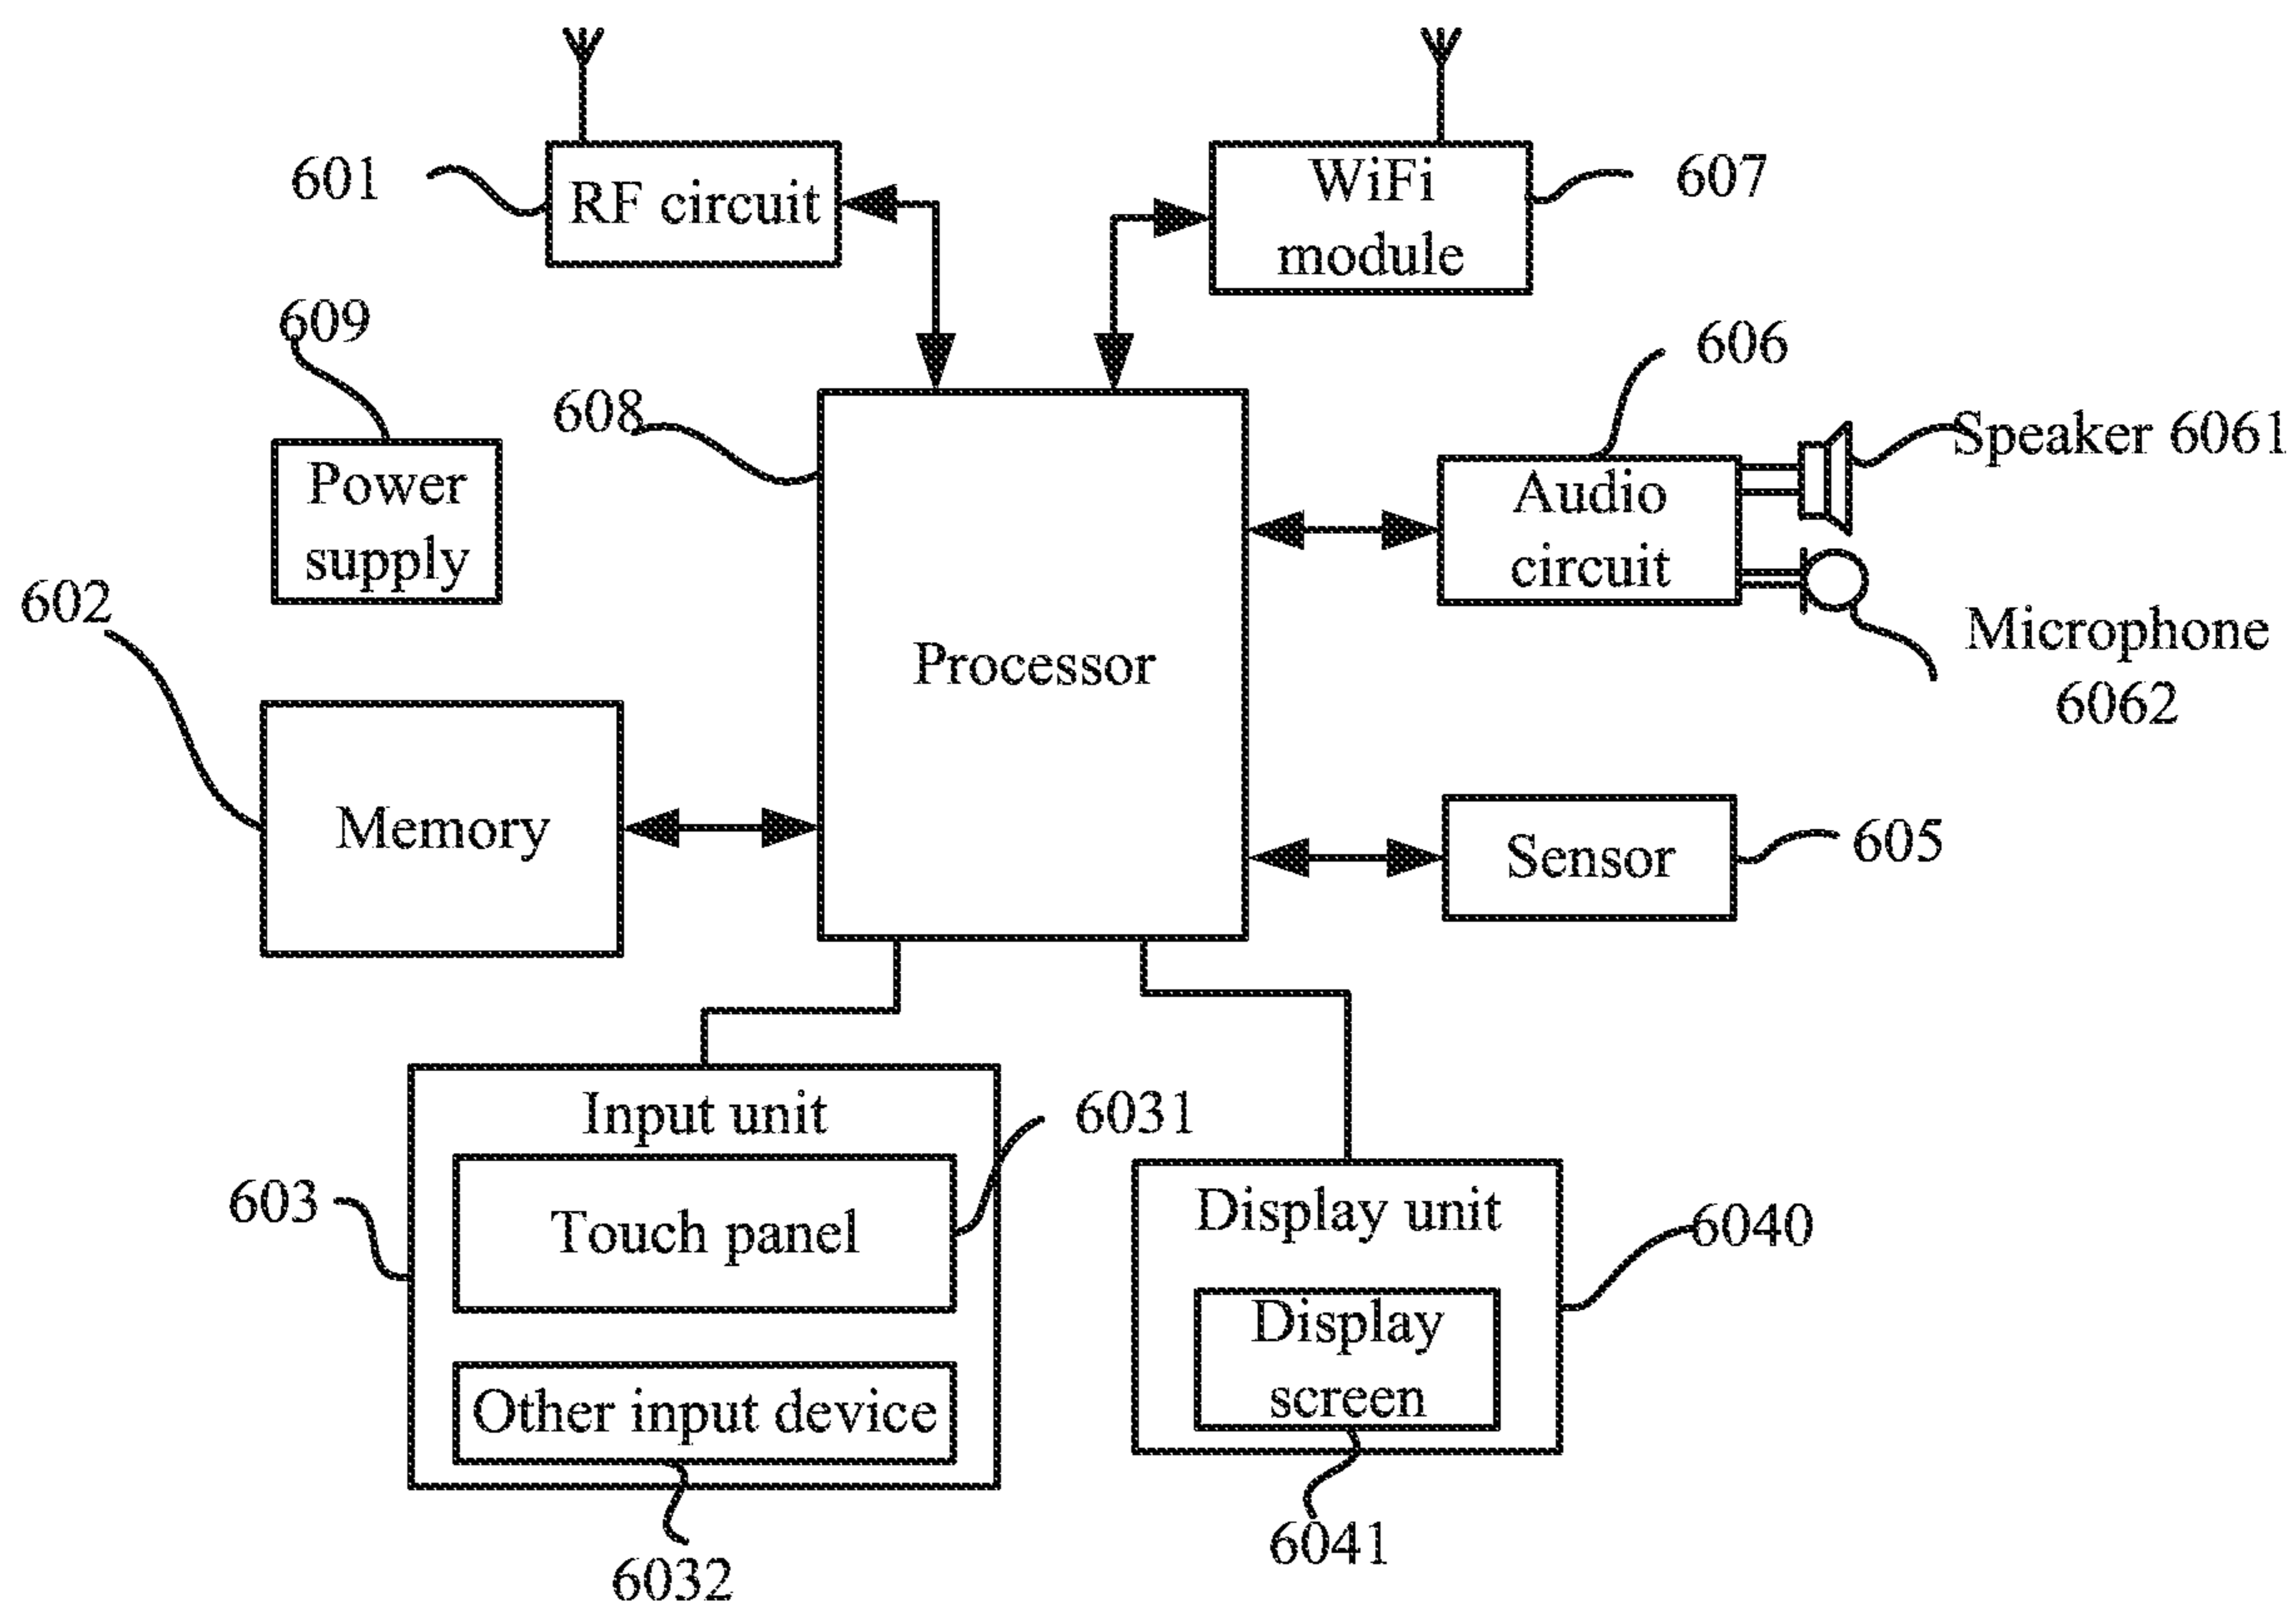 601
RF circuit
WiFi
module
607
609
Power
supply
608
Processor
606
Audio
circuit
Speaker 6061
Microphone
6062
602
Memory
Sensor
605
Input unit
6031
603
Touch panel
Other input device
6032
Display unit
6040
Display
screen
6041